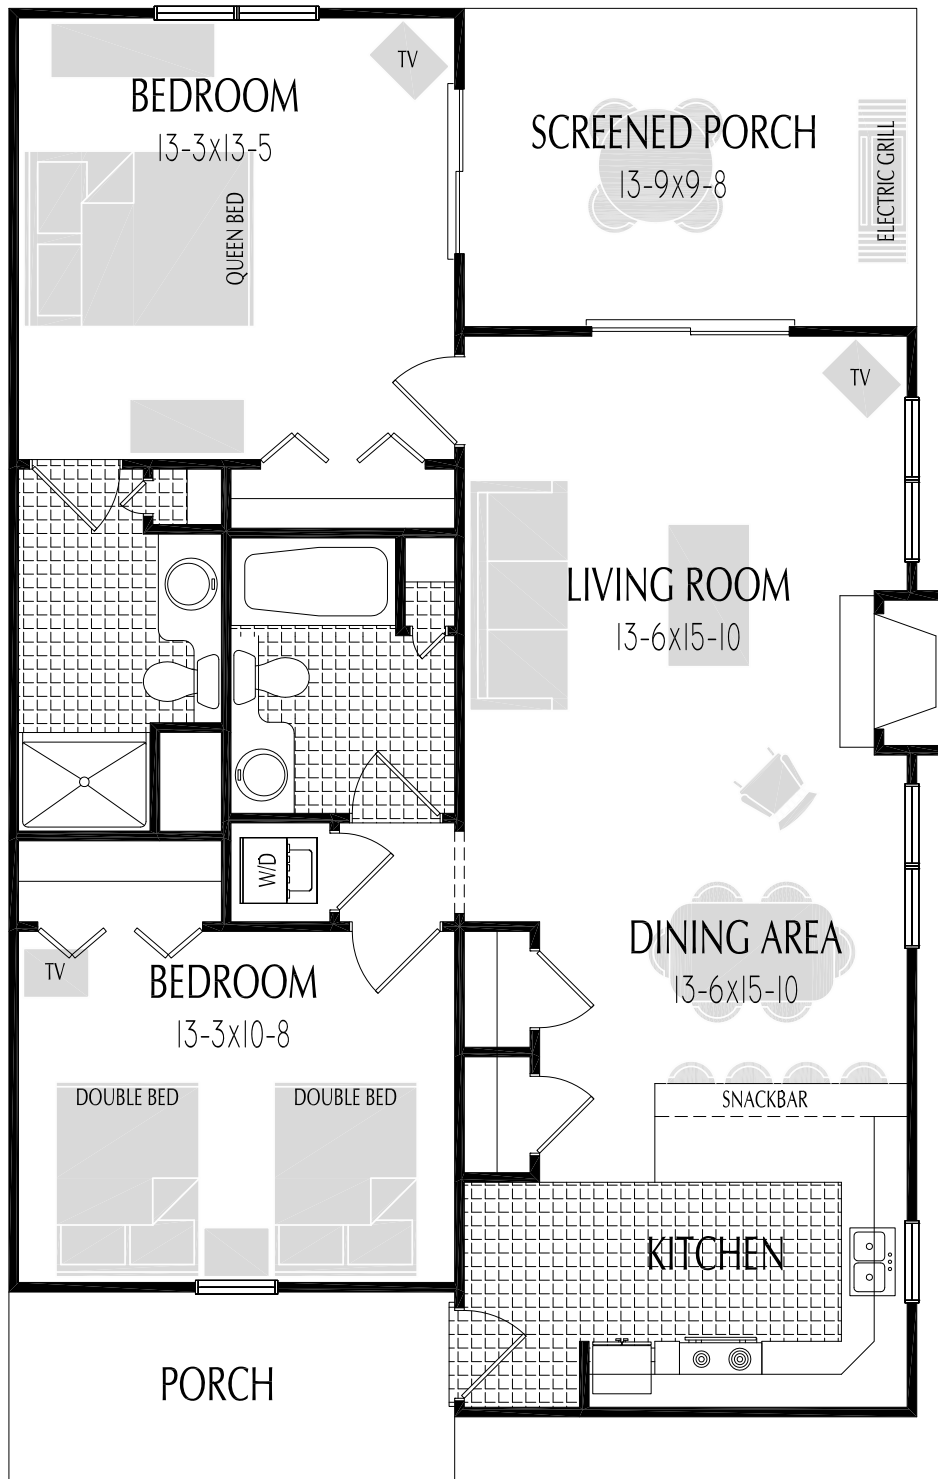 TV
BEDROOM
13-3x13-5
QUEEN BED
SCREENED PORCH
13-9x9-8
ELECTRIC GRILL
TV
LIVING ROOM
13-6x15-10
W/D
DINING AREA
13-6x15-10
TV
BEDROOM
13-3x10-8
DOUBLE BED
DOUBLE BED
SNACKBAR
KITCHEN
PORCH